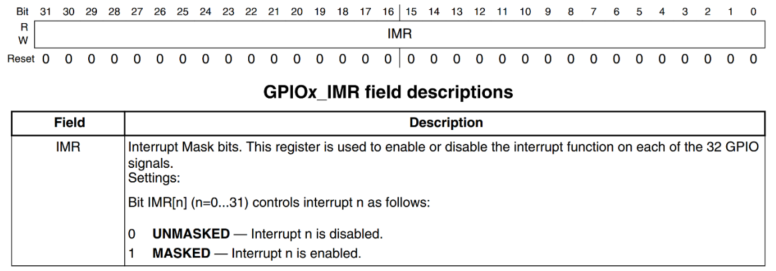 Bit 31 30 29 28 27 26 25 24 23 22 21 20 19 18 17 16 15 14 13 12 11 10 9 8 7 6 5 4 3 2 1 0
R
IMR
W
Reset 0 0 0 0 0 0 0 0 0 0 0 0 0 0 0 0 0 0 0 0 0 0 0 0 0 0 0 0 0 0 0 0
GPIOx_IMR field descriptions
Field Description
IMR Interrupt Mask bits. This register is used to enable or disable the interrupt function on each of the 32 GPIO
signals.
Settings:
Bit IMR[n] (n=0...31) controls interrupt n as follows:
0 UNMASKED — Interrupt n is disabled.
1 MASKED — Interrupt n is enabled.